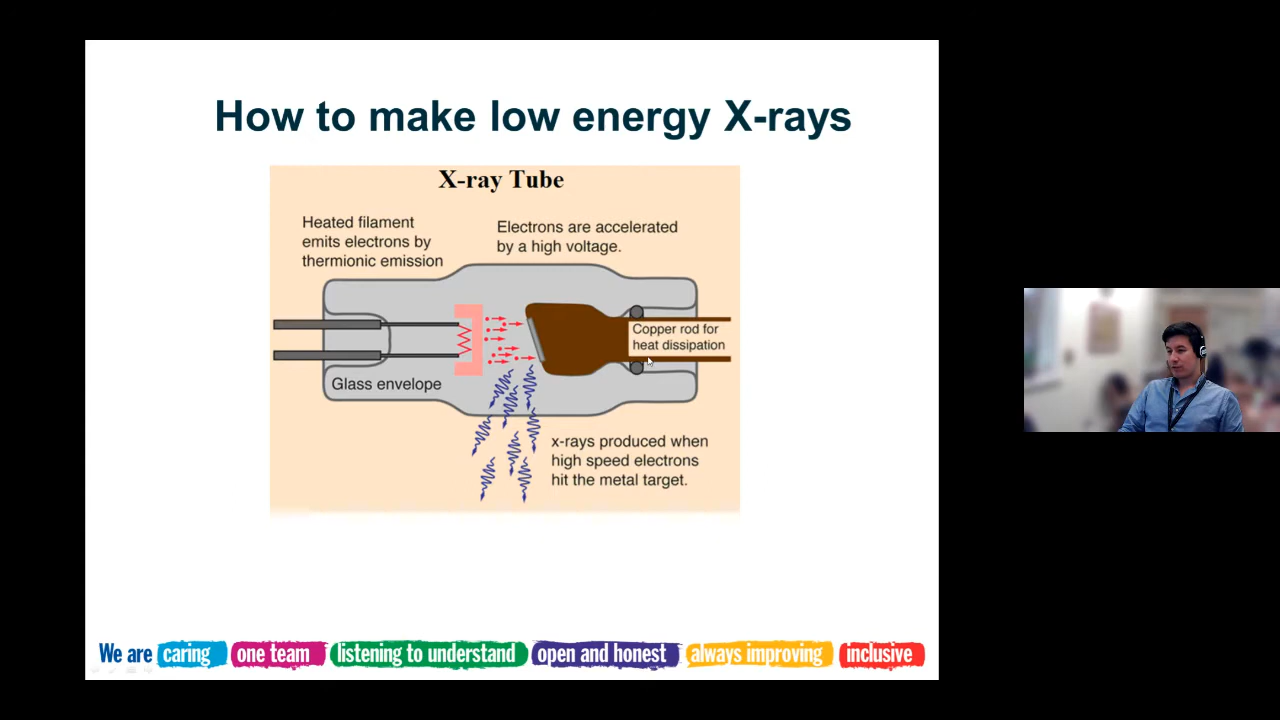 How to make low energy X-rays
X-ray Tube
Heated filament
emits electrons by
thermionic emission
Electrons are accelerated
by a high voltage.
Copper rod for
heat dissipation
Glass envelope
x-rays produced when
high speed electrons
hit the metal target.
We are caring one team listening to understand open and honest always improving inclusive